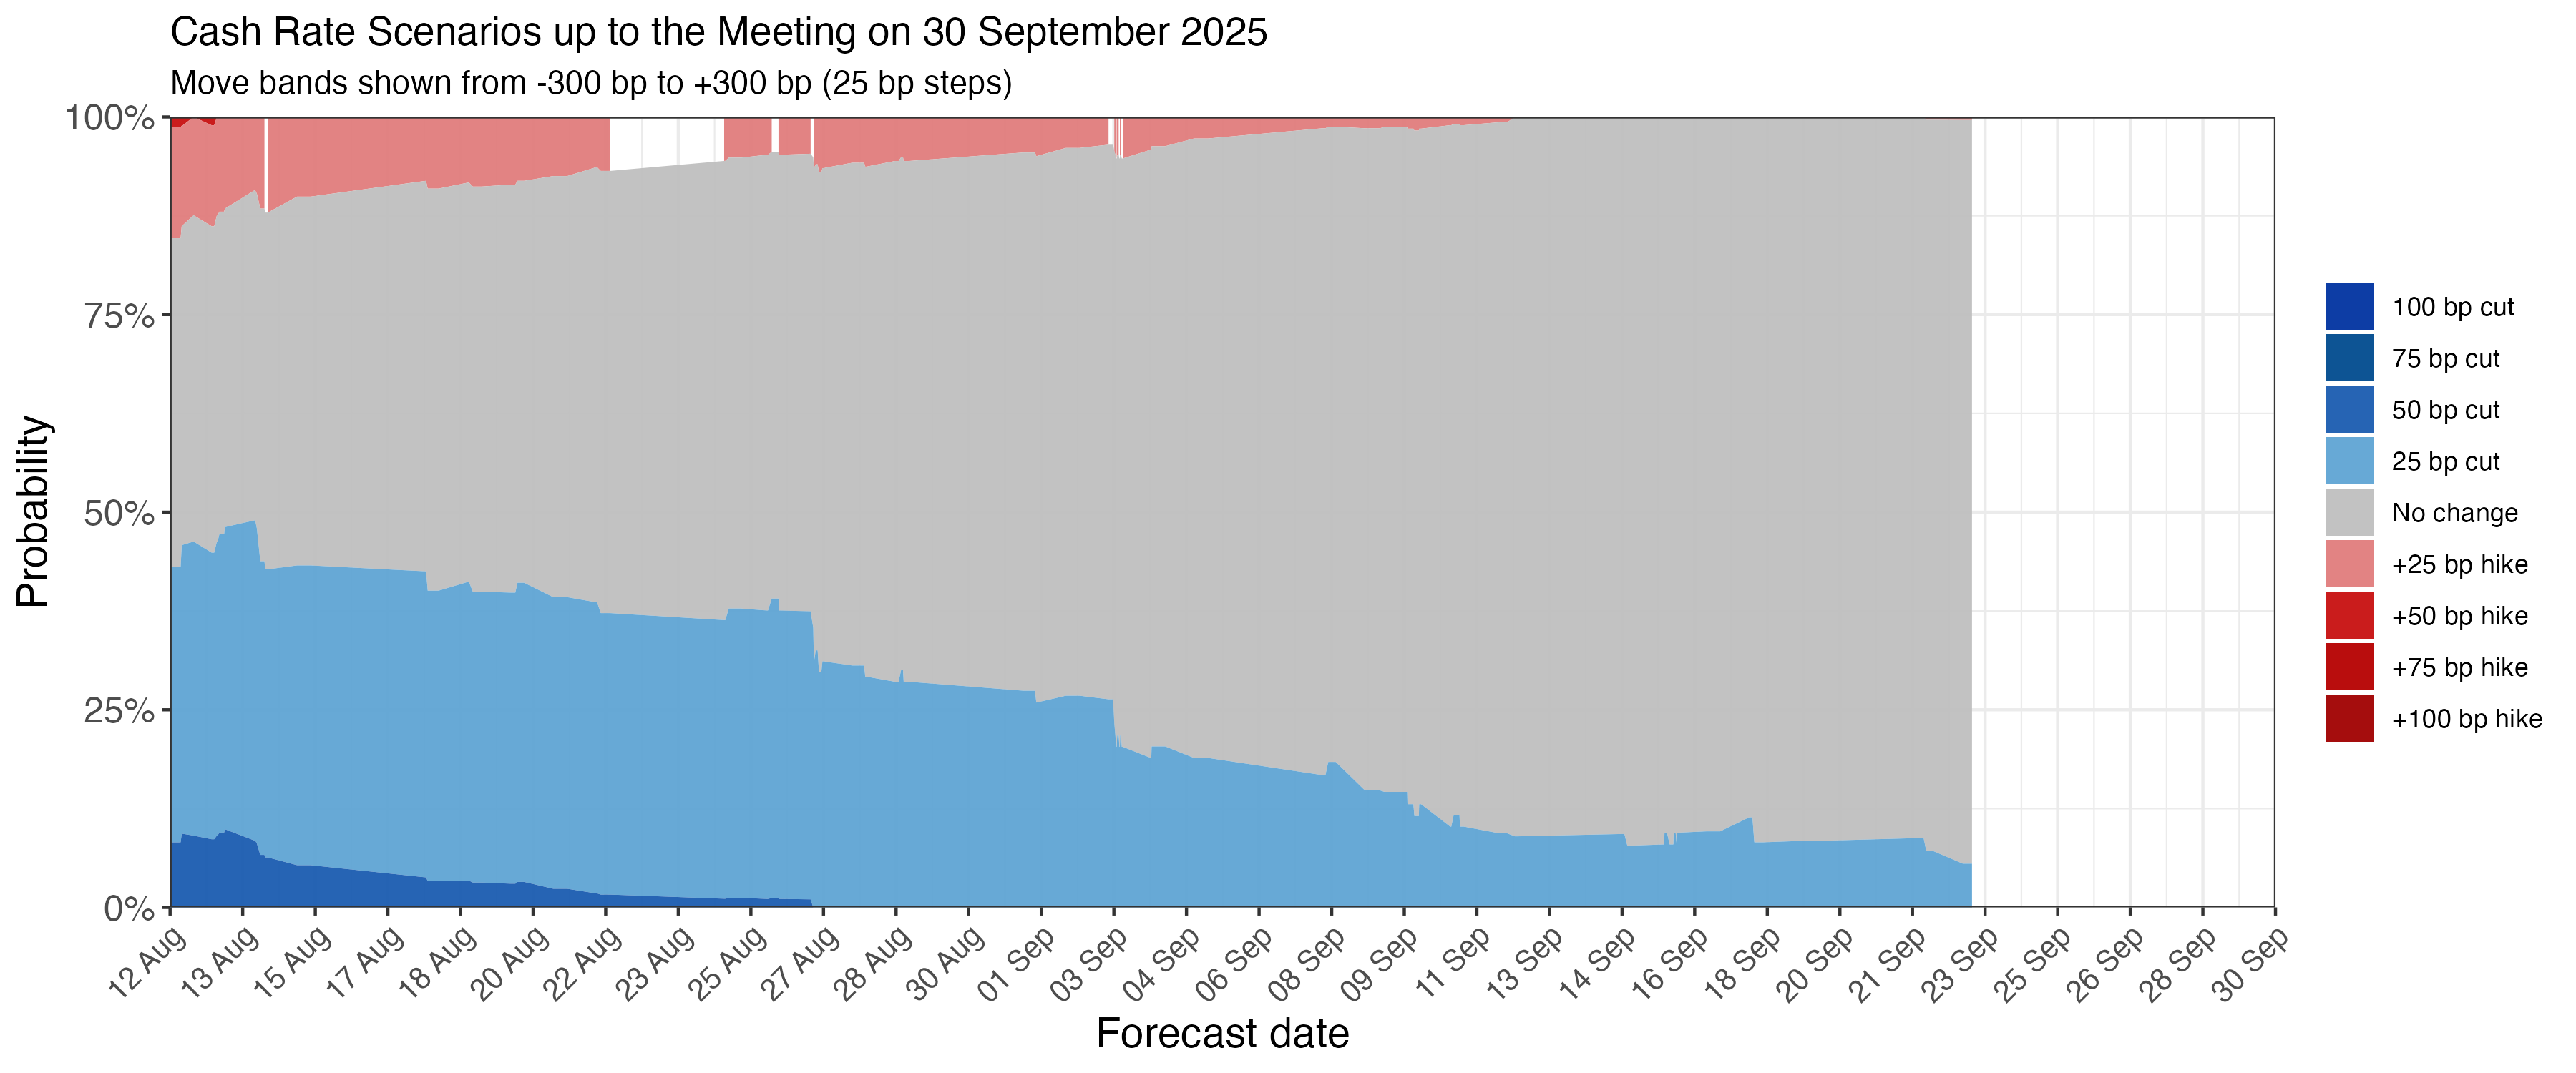 Cash Rate Scenarios up to the Meeting on 30 September 2025
Move bands shown from -300 bp to +300 bp (25 bp steps)
Probability
100%
75%
50%
25%
0%
12 Aug
13 Aug
15 Aug
17 Aug
18 Aug
20 Aug
22 Aug
23 Aug
25 Aug
27 Aug
28 Aug
30 Aug
01 Sep
03 Sep
04 Sep
06 Sep
08 Sep
09 Sep
11 Sep
13 Sep
14 Sep
16 Sep
18 Sep
20 Sep
21 Sep
23 Sep
25 Sep
26 Sep
28 Sep
30 Sep
Forecast date
100 bp cut
75 bp cut
50 bp cut
25 bp cut
No change
+25 bp hike
+50 bp hike
+75 bp hike
+100 bp hike